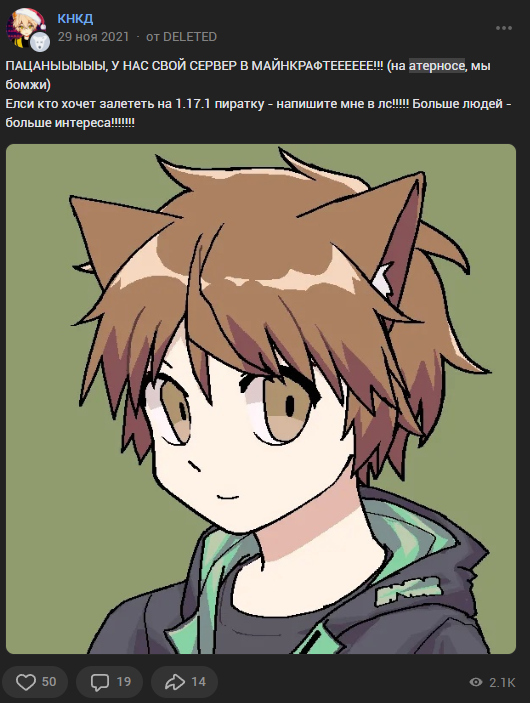 КНКД
29 ноя 2021 · от DELETED
ПАЦАНЫЫЫЫЫ, У НАС СВОЙ СЕРВЕР В МАЙНКРАФТЕЕЕЕЕЕ!!! (на атерносе, мы
бомжи)
Елси кто хочет залететь на 1.17.1 пиратку - напишите мне в лс!!!!! Больше людей -
больше интереса!!!!!!!
50
19
14
2.1K